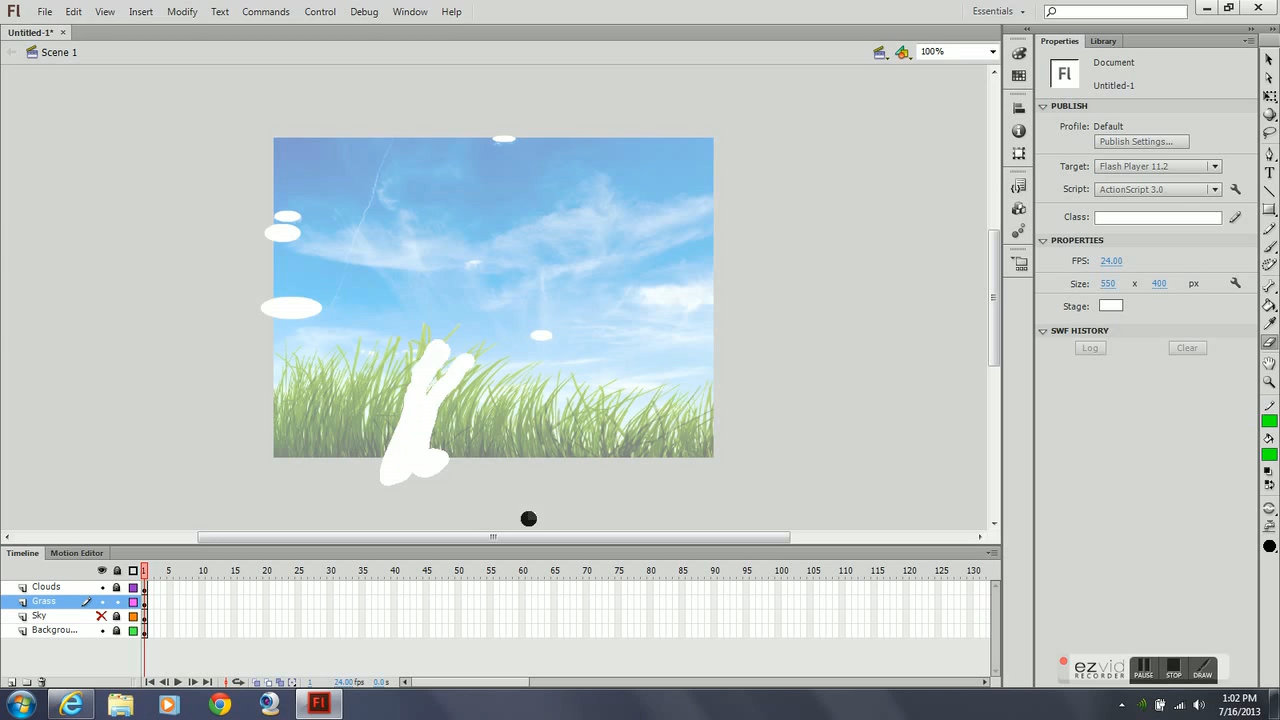 Fl File Edit View Insert Modify Text Commands Control Debug Window Help Essentials
Untitled-1*
Scene 1 100%
Properties Library
Fl Document
Untitled-1
PUBLISH
Profile: Default
Publish Settings...
Target: Flash Player 11.2
Script: ActionScript 3.0
Class:
PROPERTIES
FPS: 24.00
Size: 550 x 400 px
Stage:
SWF HISTORY
Log Clear
Timeline Motion Editor
1 5 10 15 20 25 30 35 40 45 50 55 60 65 70 75 80 85 90 95 100 105 110 115 120 125 130
Clouds
Grass
Sky
Backgrou...
1 24.00 fps 0.0 s
ezvid
RECORDER
PAUSE STOP DRAW
Fl
1:02 PM
7/16/2013